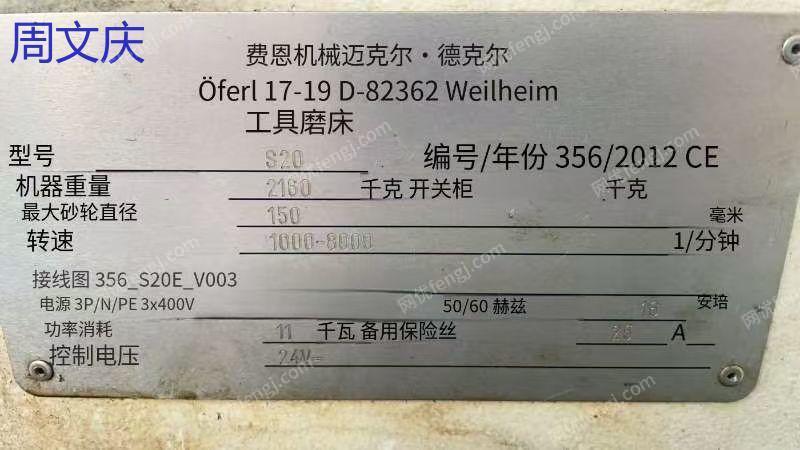 周文庆
费恩机械迈克尔·德克尔
Öferl 17-19 D-82362 Weilheim
工具磨床
型号 S20 编号/年份 356/2012 CE
机器重量 2160 千克 开关柜 千克
最大砂轮直径 150 毫米
转速 1000-8000 1/分钟
接线图 356_S20E_V003
电源 3P/N/PE 3x400V 50/60 赫兹 16 安培
功率消耗 11 千瓦 备用保险丝 20 A
控制电压 24V=